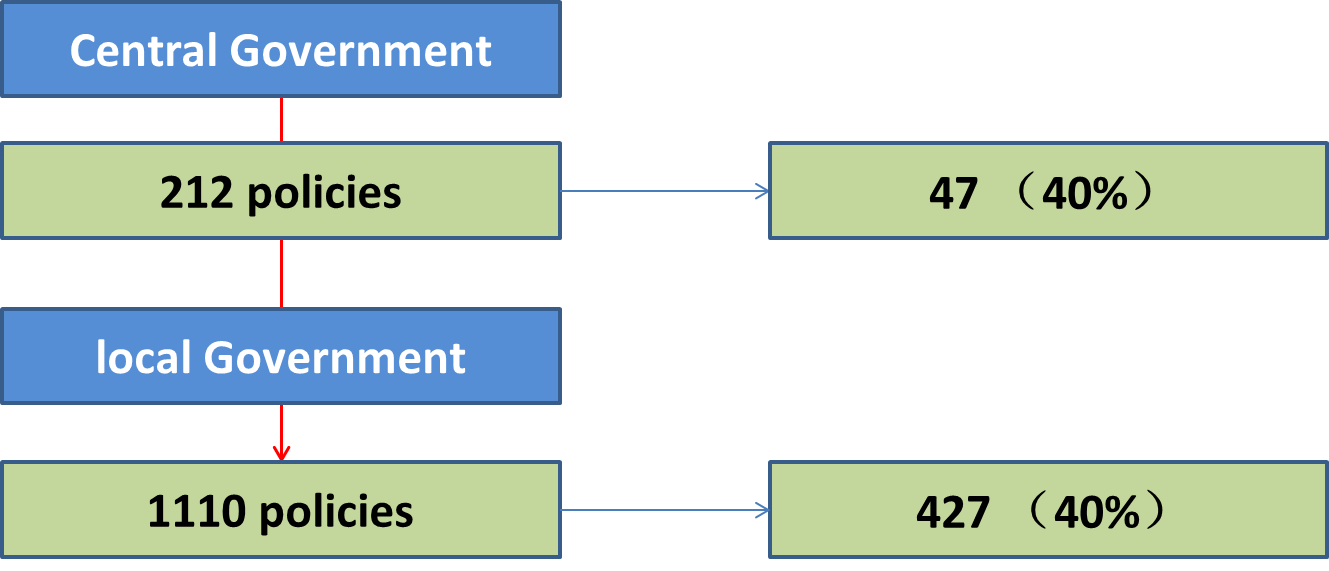 Central Government
212 policies
47 （40%）
local Government
1110 policies
427 （40%）